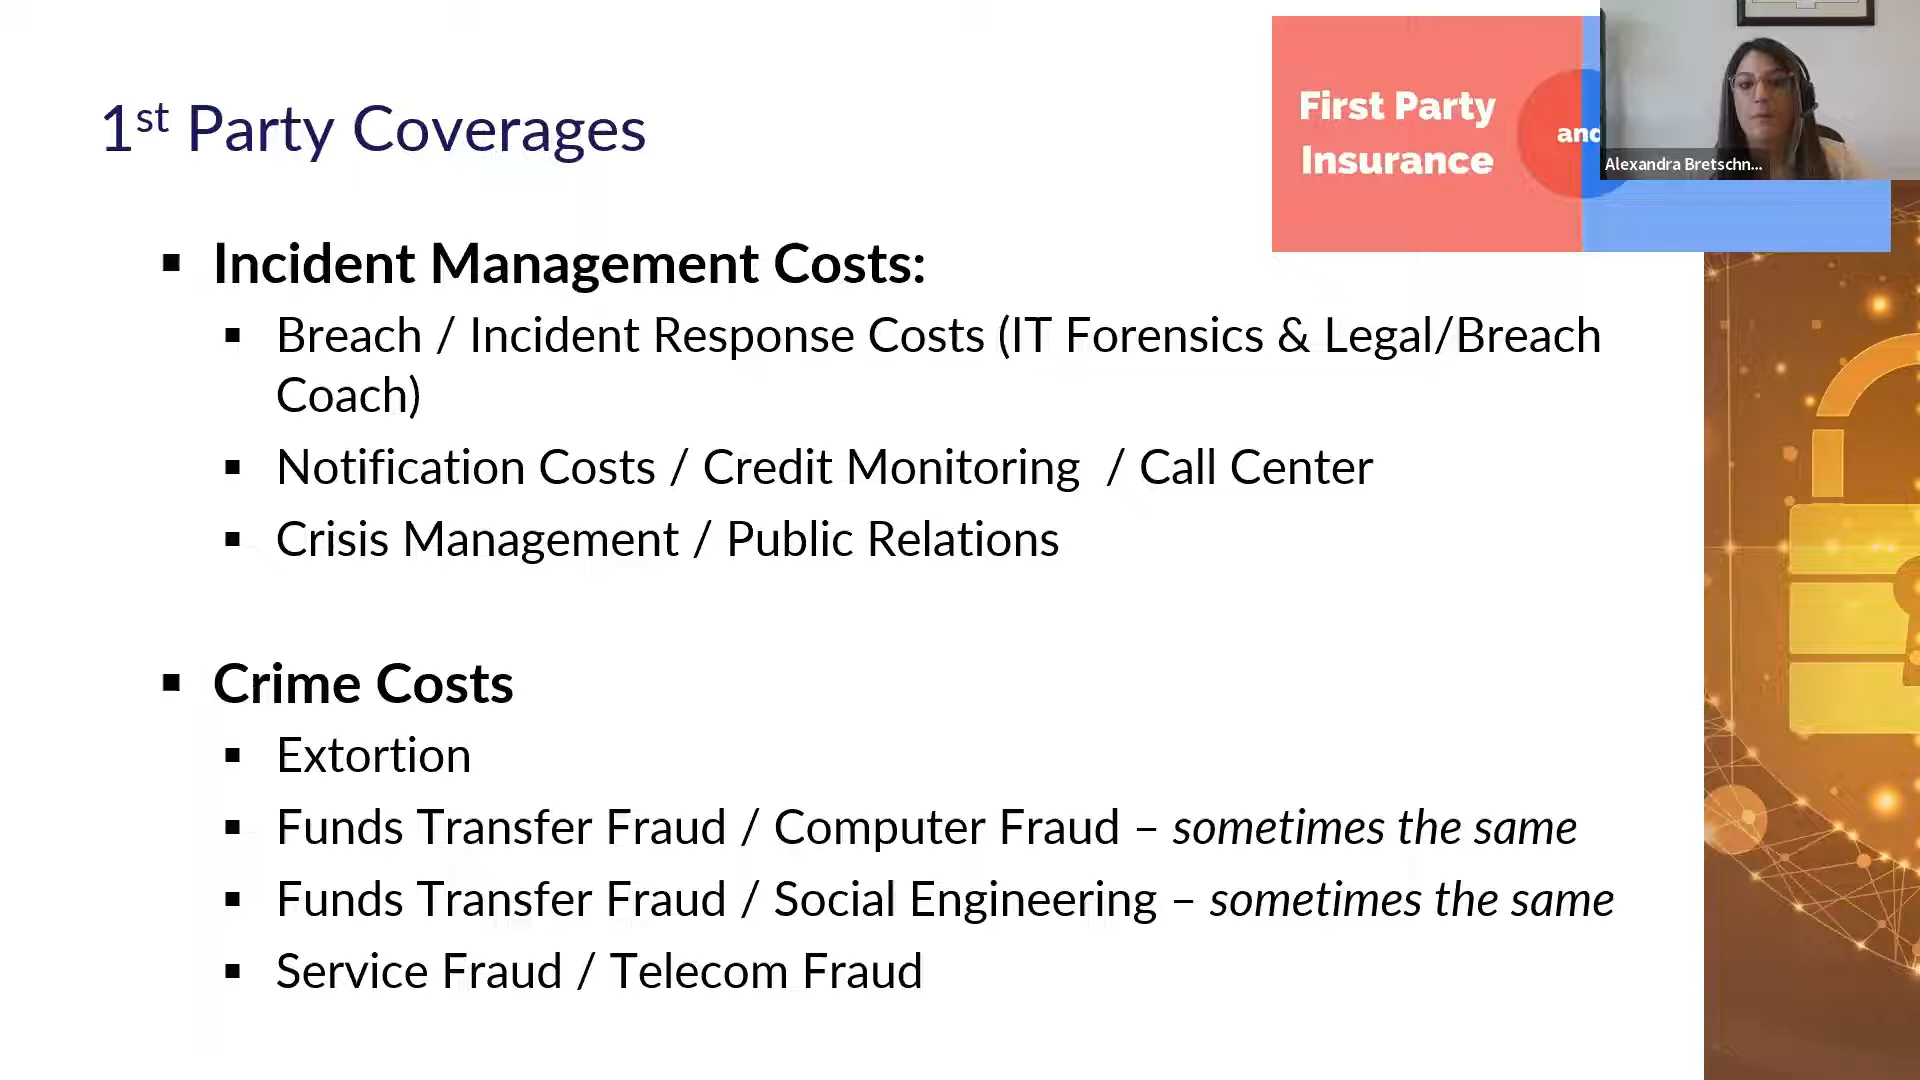 1st Party Coverages
First Party
Insurance
and
Alexandra Bretschn...
▪ Incident Management Costs:
▪ Breach / Incident Response Costs (IT Forensics & Legal/Breach
Coach)
▪ Notification Costs / Credit Monitoring / Call Center
▪ Crisis Management / Public Relations
▪ Crime Costs
▪ Extortion
▪ Funds Transfer Fraud / Computer Fraud – sometimes the same
▪ Funds Transfer Fraud / Social Engineering – sometimes the same
▪ Service Fraud / Telecom Fraud